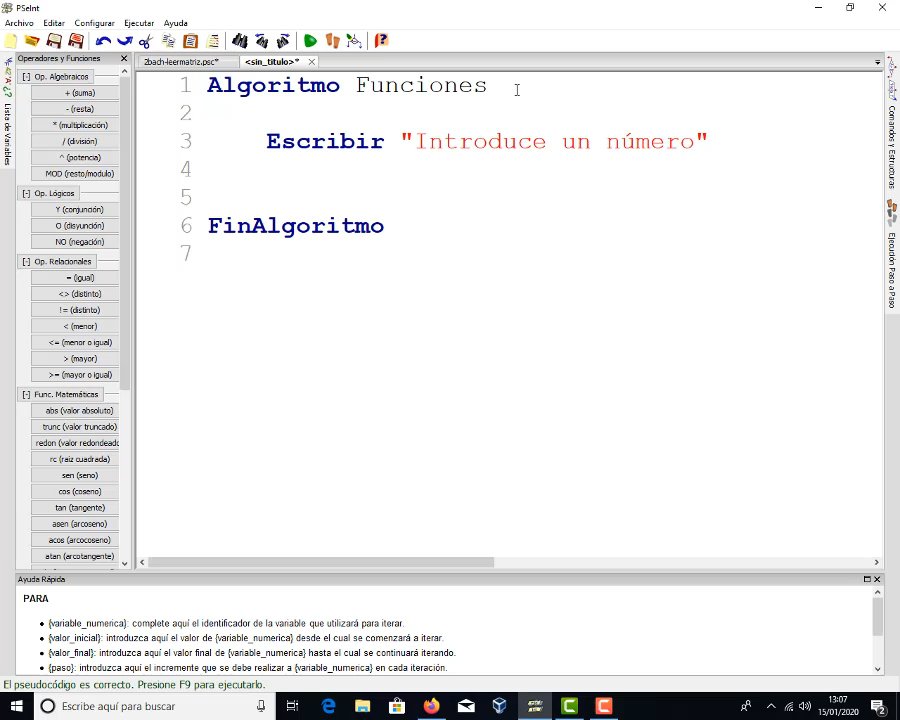 PSeInt
Archivo Editar Configurar Ejecutar Ayuda
Operadores y Funciones
2bach-leermatriz.psc* <sin_titulo>*
Lista de Variables
[-] Op. Algebraicos
+ (suma)
- (resta)
* (multiplicación)
/ (división)
^ (potencia)
MOD (resto/modulo)
[-] Op. Lógicos
Y (conjunción)
O (disyunción)
NO (negación)
[-] Op. Relacionales
= (igual)
<> (distinto)
!= (distinto)
< (menor)
<= (menor o igual)
> (mayor)
>= (mayor o igual)
[-] Func. Matemáticas
abs (valor absoluto)
trunc (valor truncado)
redon (valor redondeado
rc (raiz cuadrada)
sen (seno)
cos (coseno)
tan (tangente)
asen (arcoseno)
acos (arcocoseno)
atan (arcotangente)
1 Algoritmo Funciones
2
3 Escribir "Introduce un número"
4
5
6 FinAlgoritmo
7
Comandos y Estructuras
Ejecución Paso a Paso
Ayuda Rápida
PARA
{variable_numerica}: complete aquí el identificador de la variable que utilizará para iterar.
{valor_inicial}: introduzca aquí el valor de {variable_numerica} desde el cual se comenzará a iterar.
{valor_final}: introduzca aquí el valor final de {variable_numerica} hasta el cual se continuará iterando.
{paso}: introduzca aquí el incremento que se debe realizar a {variable_numerica} en cada iteración.
El pseudocódigo es correcto. Presione F9 para ejecutarlo.
Escribe aquí para buscar
13:07
15/01/2020
2